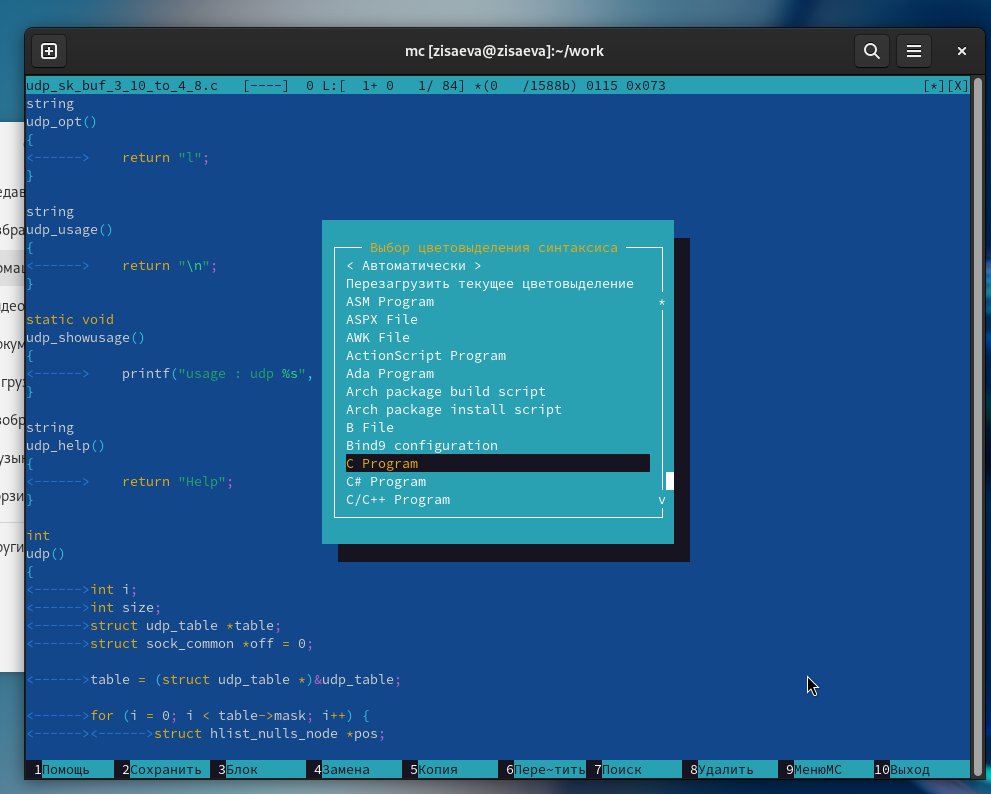 mc [zisaeva@zisaeva]:~/work
udp_sk_buf_3_10_to_4_8.c   [----]  0 L:[  1+ 0   1/ 84] *(0   /1588b) 0115 0x073   [*][X]
string
udp_opt()
{
<------>    return "l";
}
string
udp_usage()
{
<------>    return "\n";
}
static void
udp_showusage()
{
<------>    printf("usage : udp %s",
}
string
udp_help()
{
<------>    return "Help";
}
int
udp()
{
<------>int i;
<------>int size;
<------>struct udp_table *table;
<------>struct sock_common *off = 0;
<------>table = (struct udp_table *)&udp_table;
<------>for (i = 0; i < table->mask; i++) {
<------><------>struct hlist_nulls_node *pos;
Выбор цветовыделения синтаксиса
< Автоматически >
Перезагрузить текущее цветовыделение
ASM Program
ASPX File
AWK File
ActionScript Program
Ada Program
Arch package build script
Arch package install script
B File
Bind9 configuration
C Program
C# Program
C/C++ Program
1Помощь 2Сохранить 3Блок 4Замена 5Копия 6Пере~тить 7Поиск 8Удалить 9МенюMC 10Выход